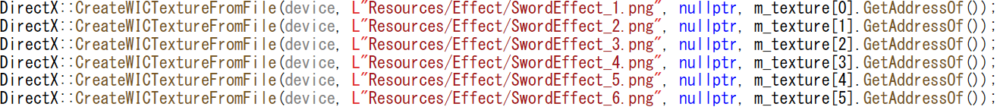 DirectX::CreateWICTextureFromFile(device, L"Resources/Effect/SwordEffect_1.png", nullptr, m_texture[0].GetAddressOf());
DirectX::CreateWICTextureFromFile(device, L"Resources/Effect/SwordEffect_2.png", nullptr, m_texture[1].GetAddressOf());
DirectX::CreateWICTextureFromFile(device, L"Resources/Effect/SwordEffect_3.png", nullptr, m_texture[2].GetAddressOf());
DirectX::CreateWICTextureFromFile(device, L"Resources/Effect/SwordEffect_4.png", nullptr, m_texture[3].GetAddressOf());
DirectX::CreateWICTextureFromFile(device, L"Resources/Effect/SwordEffect_5.png", nullptr, m_texture[4].GetAddressOf());
DirectX::CreateWICTextureFromFile(device, L"Resources/Effect/SwordEffect_6.png", nullptr, m_texture[5].GetAddressOf());